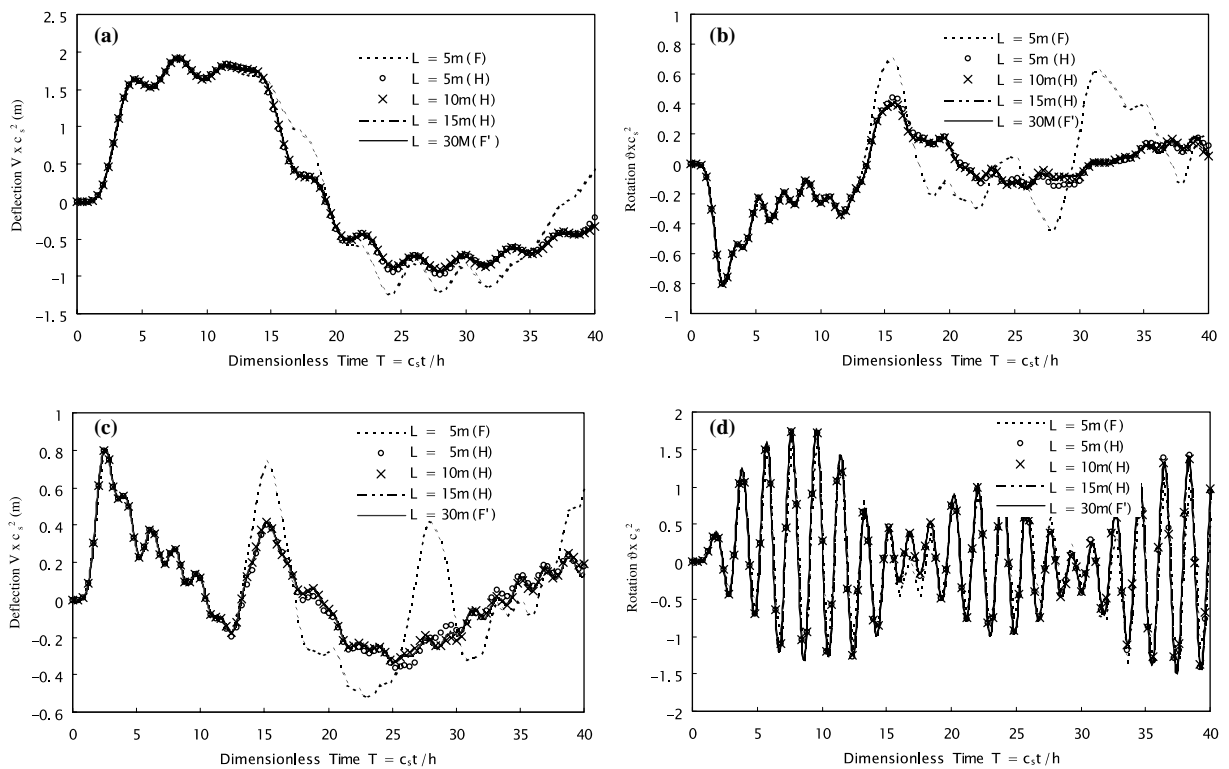 (a)
L = 5m(F)
L = 5m(H)
L = 10m(H)
L = 15m(H)
L = 30M(F')
Deflection V x c_s^2 (m)
2.5
2
1.5
1
0.5
0
−0.5
−1
−1.5
0 5 10 15 20 25 30 35 40
Dimensionless Time T = c_st/h
(b)
L = 5m(F)
L = 5m(H)
L = 10m(H)
L = 15m(H)
L = 30M(F')
Rotation ϑxc_s^2
1
0.8
0.6
0.4
0.2
0
−0.2
−0.4
−0.6
−0.8
−1
0 5 10 15 20 25 30 35 40
Dimensionless Time T = c_st/h
(c)
L = 5m(F)
L = 5m(H)
L = 10m(H)
L = 15m(H)
L = 30m(F')
Deflection V x c_s^2 (m)
1
0.8
0.6
0.4
0.2
0
−0.2
−0.4
−0.6
0 5 10 15 20 25 30 35 40
Dimensionless Time T = c_st/h
(d)
L = 5m(F)
L = 5m(H)
L = 10m(H)
L = 15m(H)
L = 30m(F')
Rotation ϑxc_s^2
2
1.5
1
0.5
0
−0.5
−1
−1.5
−2
0 5 10 15 20 25 30 35 40
Dimensionless Time T = c_st/h